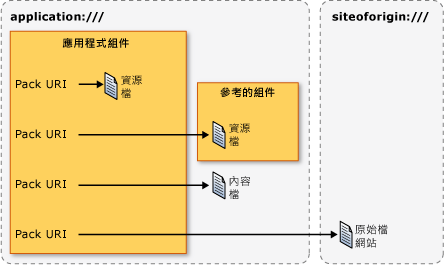 application:///
siteoforigin:///
應用程式組件
Pack URI
資源
檔
參考的組件
Pack URI
資源
檔
Pack URI
內容
檔
Pack URI
原始檔
網站